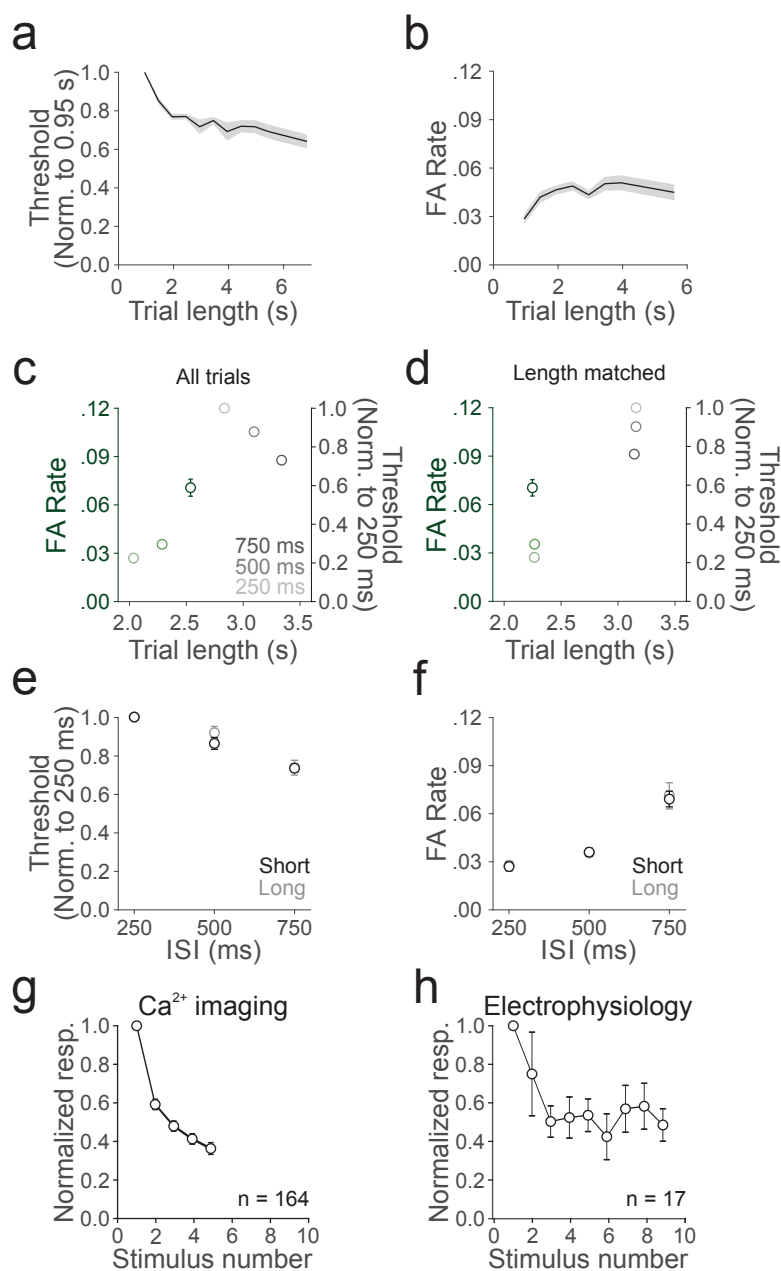 a
Threshold
(Norm. to 0.95 s)
1.0
0.8
0.6
0.4
0.2
0.0
0 2 4 6
Trial length (s)
b
FA Rate
.12
.09
.06
.03
.00
0 2 4 6
Trial length (s)
c
All trials
FA Rate
.12
.09
.06
.03
.00
1.0
0.8
0.6
0.4
0.2
0.0
Threshold
(Norm. to 250 ms)
750 ms
500 ms
250 ms
2.0 2.5 3.0 3.5
Trial length (s)
d
Length matched
FA Rate
.12
.09
.06
.03
.00
1.0
0.8
0.6
0.4
0.2
0.0
Threshold
(Norm. to 250 ms)
2.0 2.5 3.0 3.5
Trial length (s)
e
Threshold
(Norm. to 250 ms)
1.0
0.8
0.6
0.4
0.2
0.0
Short
Long
250 500 750
ISI (ms)
f
FA Rate
.12
.09
.06
.03
.00
Short
Long
250 500 750
ISI (ms)
g
Ca²⁺ imaging
Normalized resp.
1.0
0.8
0.6
0.4
0.2
0.0
n = 164
0 2 4 6 8 10
Stimulus number
h
Electrophysiology
Normalized resp.
1.0
0.8
0.6
0.4
0.2
0.0
n = 17
0 2 4 6 8 10
Stimulus number